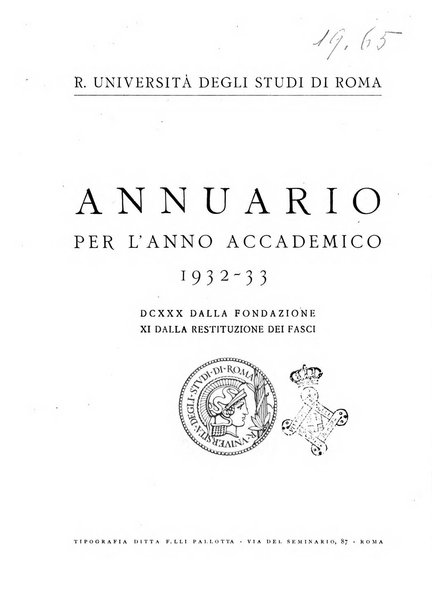 19.65
R. UNIVERSITÀ DEGLI STUDI DI ROMA
ANNUARIO
PER L'ANNO ACCADEMICO
1932-33
DCXXX DALLA FONDAZIONE
XI DALLA RESTITUZIONE DEI FASCI
VNIVERSITA DEGLI STVDI DI ROMA
TIPOGRAFIA DITTA F.LLI PALLOTTA - VIA DEL SEMINARIO, 87 - ROMA